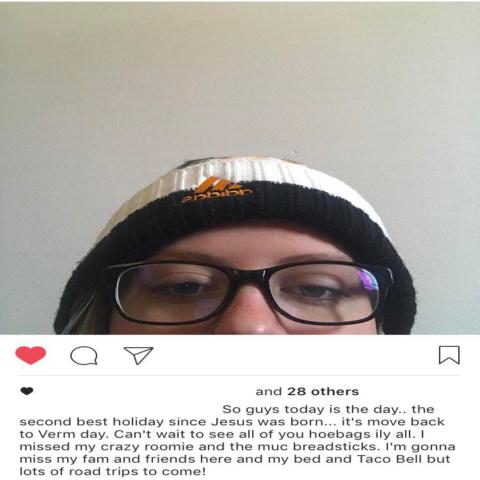 adidas
and 28 others
So guys today is the day.. the
second best holiday since Jesus was born... it's move back
to Verm day. Can't wait to see all of you hoebags ily all. I
missed my crazy roomie and the muc breadsticks. I'm gonna
miss my fam and friends here and my bed and Taco Bell but
lots of road trips to come!